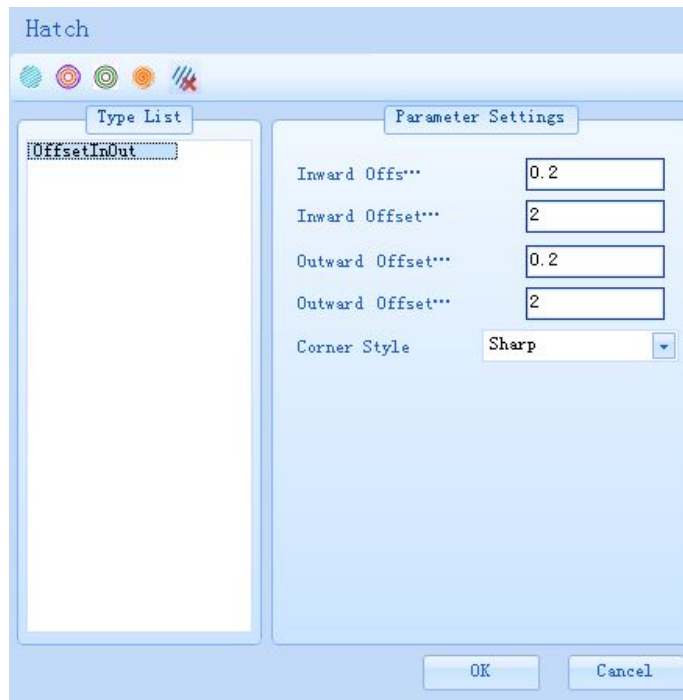 Hatch
Type List
OffsetInOut
Parameter Settings
Inward Offs··· 0.2
Inward Offset··· 2
Outward Offset··· 0.2
Outward Offset··· 2
Corner Style Sharp
OK Cancel